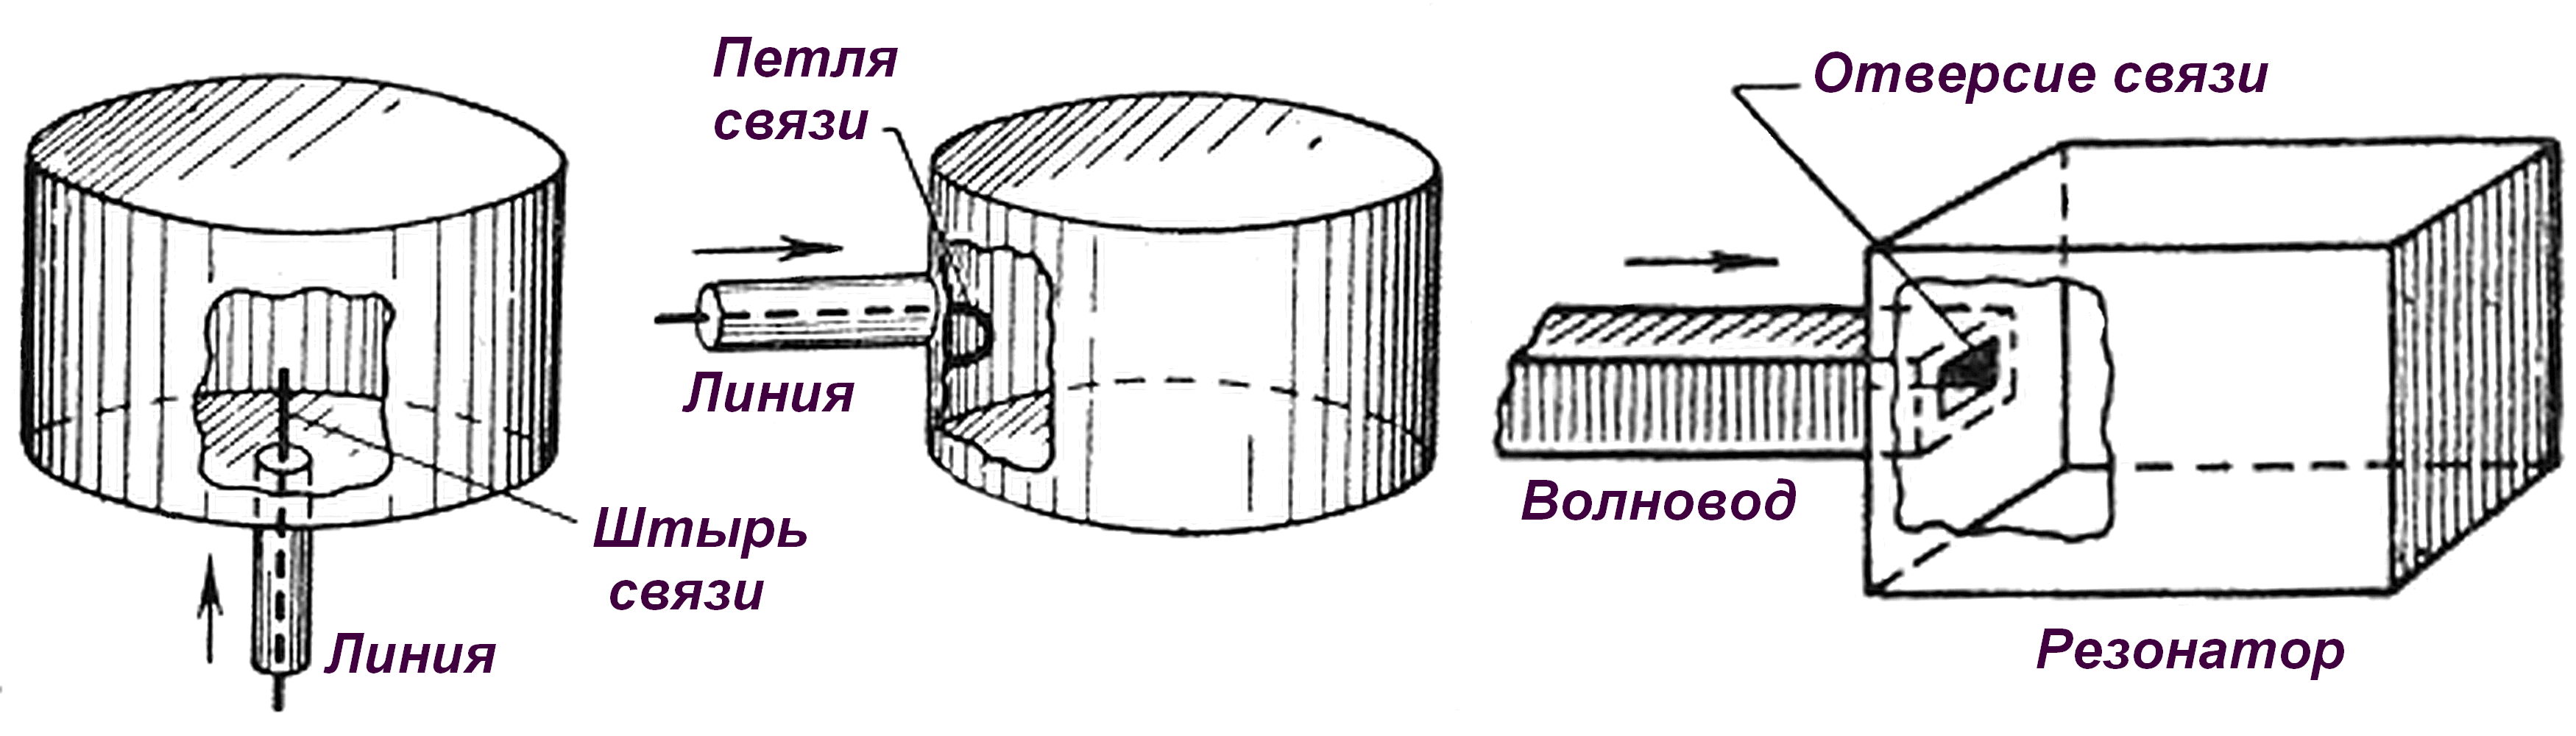 Петля
связи
Отверсие связи
Линия
Штырь
связи
Линия
Волновод
Резонатор